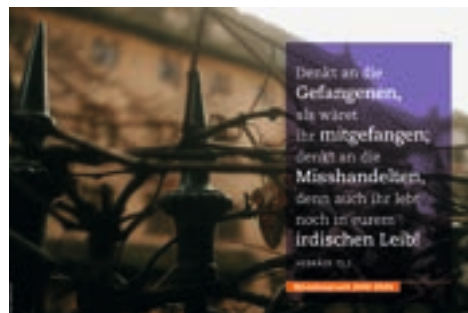 Denkt an die
Gefangenen,
als wäret
ihr mitgefangen;
denkt an die
Misshandelten,
denn auch ihr lebt
noch in eurem
irdischen Leib!